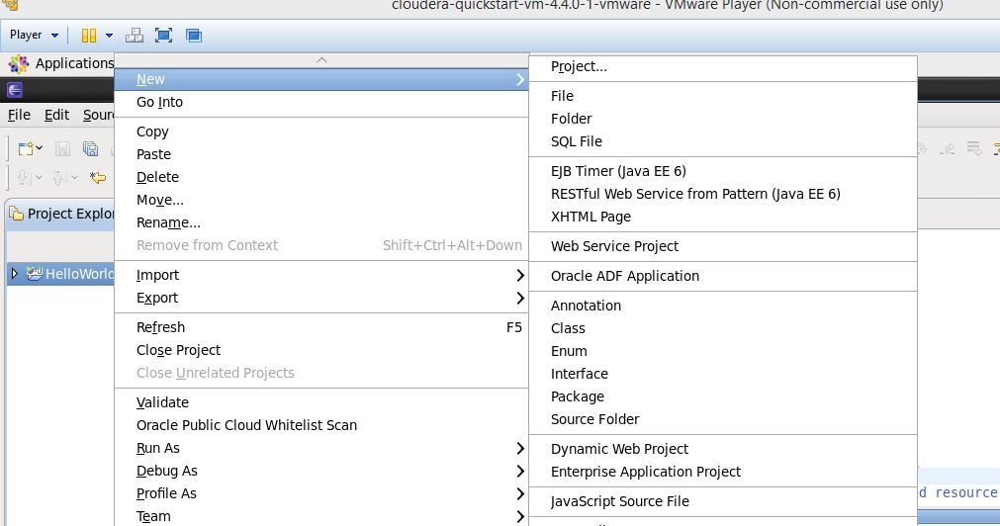 cloudera-quickstart-vm-4.4.0-1-vmware - VMware Player (Non-commercial use only)
Player
Applications
File Edit
Project
HelloWorld
New
Go Into
Copy
Paste
Delete
Move...
Rename...
Remove from Context Shift+Ctrl+Alt+Down
Import
Export
Refresh F5
Close Project
Close Unrelated Projects
Validate
Oracle Public Cloud Whitelist Scan
Run As
Debug As
Profile As
Team
Project...
File
Folder
SQL File
EJB Timer (Java EE 6)
RESTful Web Service from Pattern (Java EE 6)
XHTML Page
Web Service Project
Oracle ADF Application
Annotation
Class
Enum
Interface
Package
Source Folder
Dynamic Web Project
Enterprise Application Project
JavaScript Source File
d resource